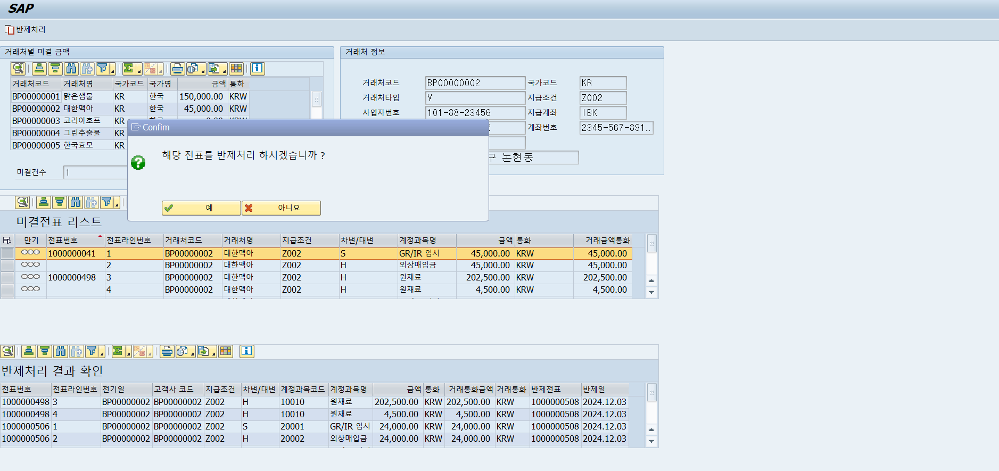 SAP
반제처리
거래처별 미결 금액
거래처코드 거래처명 국가코드 국가명 금액 통화
BP00000001 맑은샘물 KR 한국 150,000.00 KRW
BP00000002 대한맥아 KR 한국 45,000.00 KRW
BP00000003 코리아호프 KR
BP00000004 그린추출물 KR
BP00000005 한국효모 KR
미결건수 1
거래처 정보
거래처코드 BP00000002 국가코드 KR
거래처타입 V 지급조건 Z002
사업자번호 101-88-23456 지급계좌 IBK
계좌번호 2345-567-891...
구 논현동
Confim
해당 전표를 반제처리 하시겠습니까 ?
예 아니요
미결전표 리스트
만기 전표번호 전표라인번호 거래처코드 거래처명 지급조건 차변/대변 계정과목명 금액 통화 거래금액통화
1000000041 1 BP00000002 대한맥아 Z002 S GR/IR 임시 45,000.00 KRW 45,000.00
2 BP00000002 대한맥아 Z002 H 외상매입금 45,000.00 KRW 45,000.00
1000000498 3 BP00000002 대한맥아 Z002 H 원재료 202,500.00 KRW 202,500.00
4 BP00000002 대한맥아 Z002 H 원재료 4,500.00 KRW 4,500.00
반제처리 결과 확인
전표번호 전표라인번호 전기일 고객사 코드 지급조건 차변/대변 계정과목코드 계정과목명 금액 통화 거래통화금액 거래통화 반제전표 반제일
1000000498 3 BP00000002 BP00000002 Z002 H 10010 원재료 202,500.00 KRW 202,500.00 KRW 1000000508 2024.12.03
1000000498 4 BP00000002 BP00000002 Z002 H 10010 원재료 4,500.00 KRW 4,500.00 KRW 1000000508 2024.12.03
1000000506 1 BP00000002 BP00000002 Z002 S 20001 GR/IR 임시 24,000.00 KRW 24,000.00 KRW 1000000508 2024.12.03
1000000506 2 BP00000002 BP00000002 Z002 H 20002 외상매입금 24,000.00 KRW 24,000.00 KRW 1000000508 2024.12.03